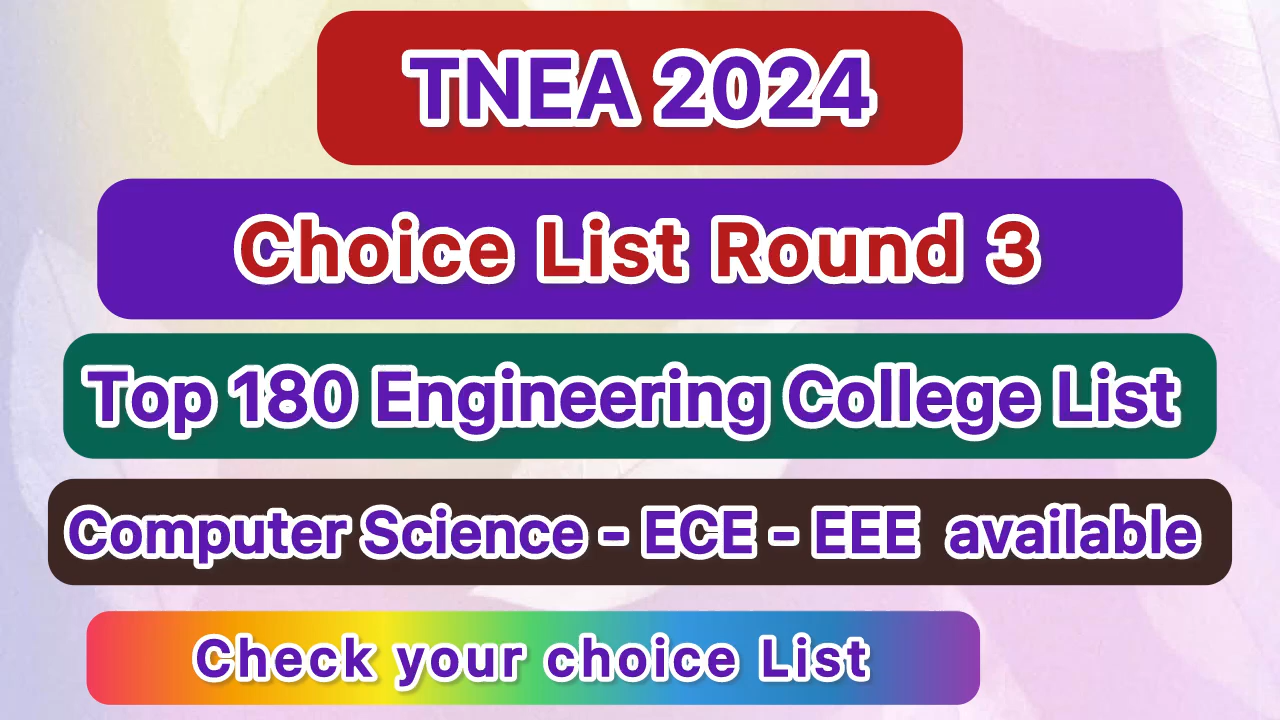 TNEA 2024
Choice List Round 3
Top 180 Engineering College List
Computer Science - ECE - EEE available
Check your choice List